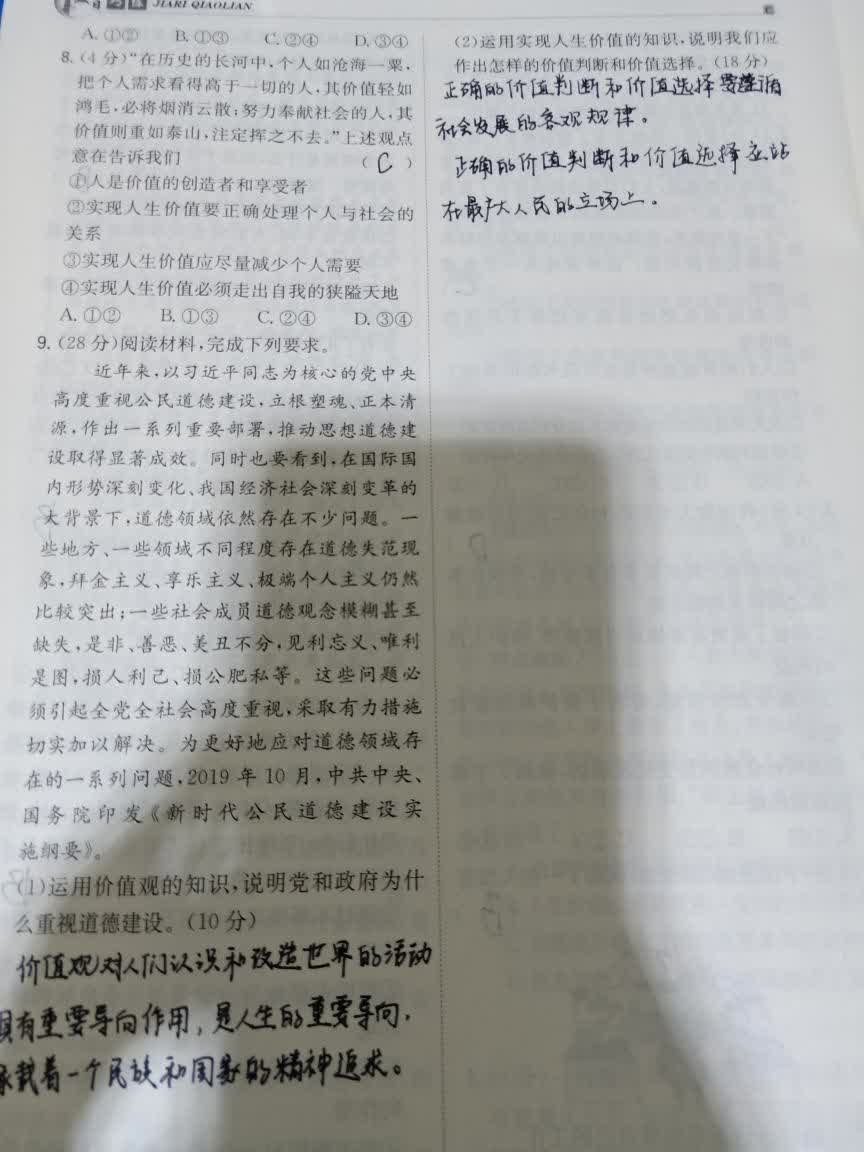 JIARI QIAOLIAN
A.①② B.①③ C.②④ D.③④
8.(4分)“在历史的长河中,个人如沧海一粟,
把个人需求看得高于一切的人,其价值轻如
鸿毛,必将烟消云散;努力奉献社会的人,其
价值则重如泰山,注定挥之不去。”上述观点
意在告诉我们 ( C )
①人是价值的创造者和享受者
②实现人生价值要正确处理个人与社会的
关系
③实现人生价值应尽量减少个人需要
④实现人生价值必须走出自我的狭隘天地
A.①② B.①③ C.②④ D.③④
9.(28分)阅读材料,完成下列要求。
近年来,以习近平同志为核心的党中央
高度重视公民道德建设,立根塑魂、正本清
源,作出一系列重要部署,推动思想道德建
设取得显著成效。同时也要看到,在国际国
内形势深刻变化、我国经济社会深刻变革的
大背景下,道德领域依然存在不少问题。一
些地方、一些领域不同程度存在道德失范现
象,拜金主义、享乐主义、极端个人主义仍然
比较突出;一些社会成员道德观念模糊甚至
缺失,是非、善恶、美丑不分,见利忘义、唯利
是图,损人利己、损公肥私等。这些问题必
须引起全党全社会高度重视,采取有力措施
切实加以解决。为更好地应对道德领域存
在的一系列问题,2019年10月,中共中央、
国务院印发《新时代公民道德建设实
施纲要》。
(1)运用价值观的知识,说明党和政府为什
么重视道德建设。(10分)
价值观对人们认识和改造世界的活动
具有重要导向作用,是人生的重要导向,
承载着一个民族和国家的精神追求。
(2)运用实现人生价值的知识,说明我们应
作出怎样的价值判断和价值选择。(18分)
正确的价值判断和价值选择遵循
社会发展的客观规律。
正确的价值判断和价值选择应站
在最广大人民的立场上。